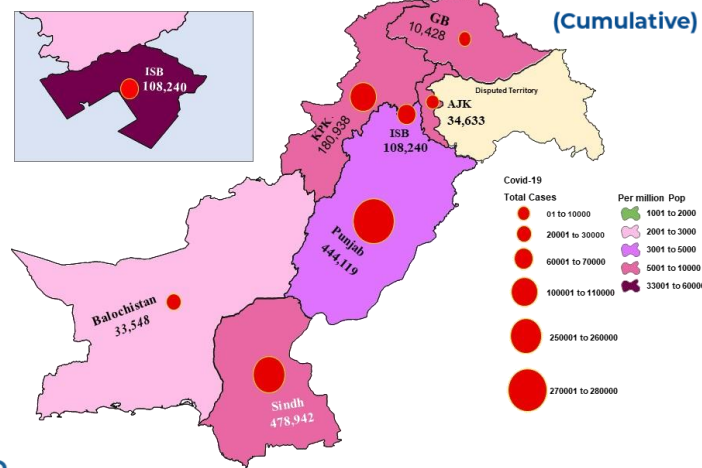 (Cumulative)
GB
10,428
ISB
108,240
Disputed Territory
AJK
34,633
KPK
180,938
ISB
108,240
Punjab
444,119
Balochistan
33,548
Sindh
478,942
Covid-19
Total Cases
01 to 10000
20001 to 30000
60001 to 70000
100001 to 110000
250001 to 260000
270001 to 280000
Per million Pop
1001 to 2000
2001 to 3000
3001 to 5000
5001 to 10000
33001 to 6000